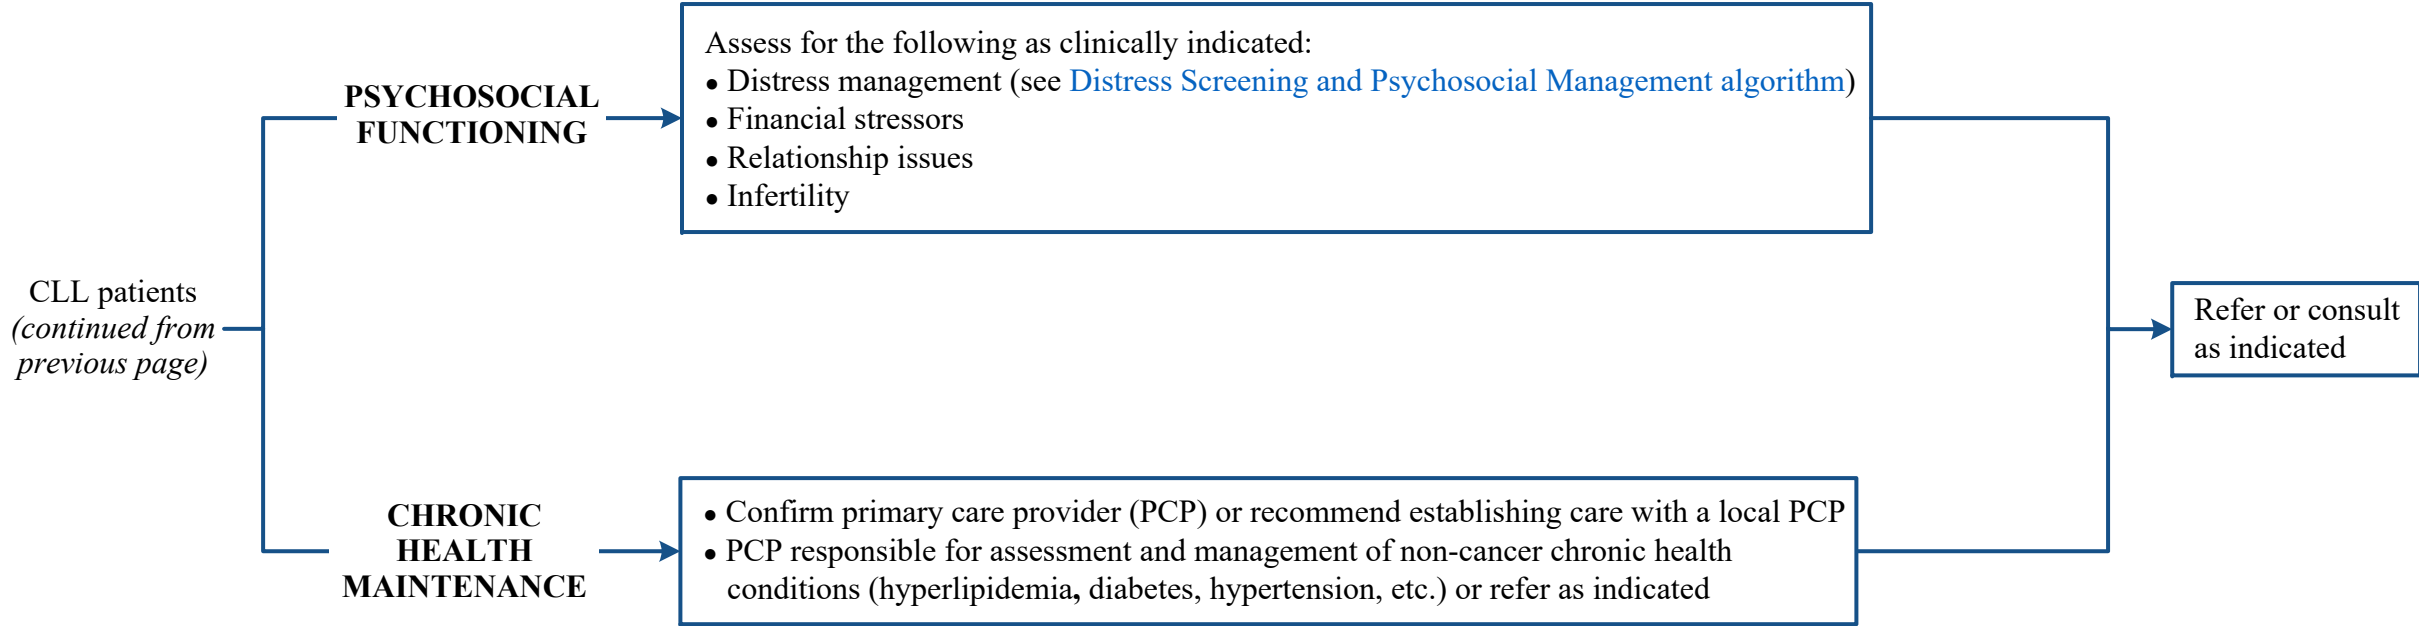 CLL patients
(continued from
previous page)
PSYCHOSOCIAL
FUNCTIONING
Assess for the following as clinically indicated:
● Distress management (see Distress Screening and Psychosocial Management algorithm)
● Financial stressors
● Relationship issues
● Infertility
CHRONIC
HEALTH
MAINTENANCE
● Confirm primary care provider (PCP) or recommend establishing care with a local PCP
● PCP responsible for assessment and management of non-cancer chronic health
conditions (hyperlipidemia, diabetes, hypertension, etc.) or refer as indicated
Refer or consult
as indicated